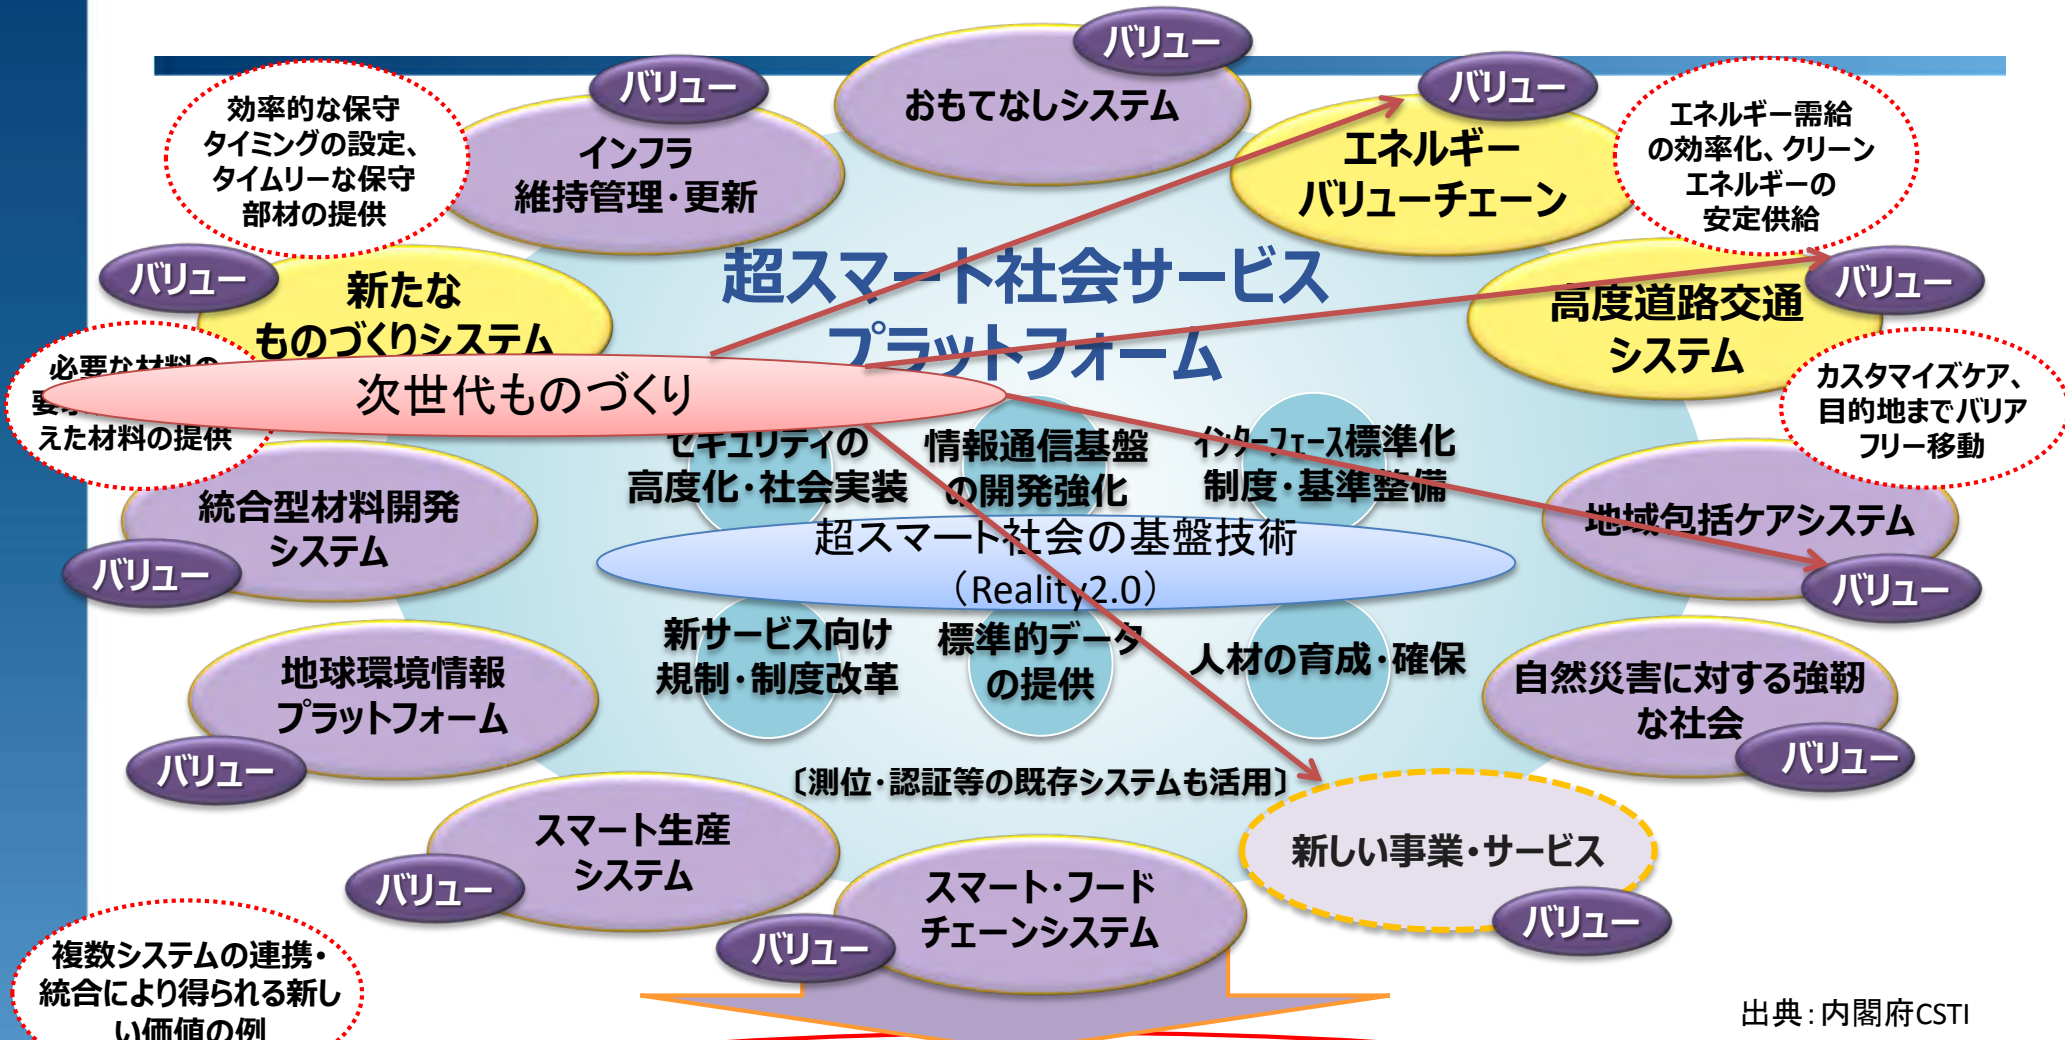 バリュー
おもてなしシステム
バリュー
インフラ
維持管理・更新
効率的な保守
タイミングの設定、
タイムリーな保守
部材の提供
バリュー
エネルギー
バリューチェーン
エネルギー需給
の効率化、クリーン
エネルギーの
安定供給
超スマート社会サービス
プラットフォーム
バリュー
新たな
ものづくりシステム
バリュー
高度道路交通
システム
次世代ものづくり
必要な材料の
えた材料の提供
カスタマイズケア、
目的地までバリア
フリー移動
セキュリティの
高度化・社会実装
情報通信基盤
の開発強化
インターフェース標準化
制度・基準整備
統合型材料開発
システム
バリュー
地域包括ケアシステム
バリュー
超スマート社会の基盤技術
（Reality2.0）
新サービス向け
規制・制度改革
標準的データ
の提供
人材の育成・確保
地球環境情報
プラットフォーム
バリュー
自然災害に対する強靭
な社会
バリュー
〔測位・認証等の既存システムも活用〕
スマート生産
システム
バリュー
スマート・フード
チェーンシステム
バリュー
新しい事業・サービス
バリュー
複数システムの連携・
統合により得られる新し
い価値の例
出典：内閣府CSTI